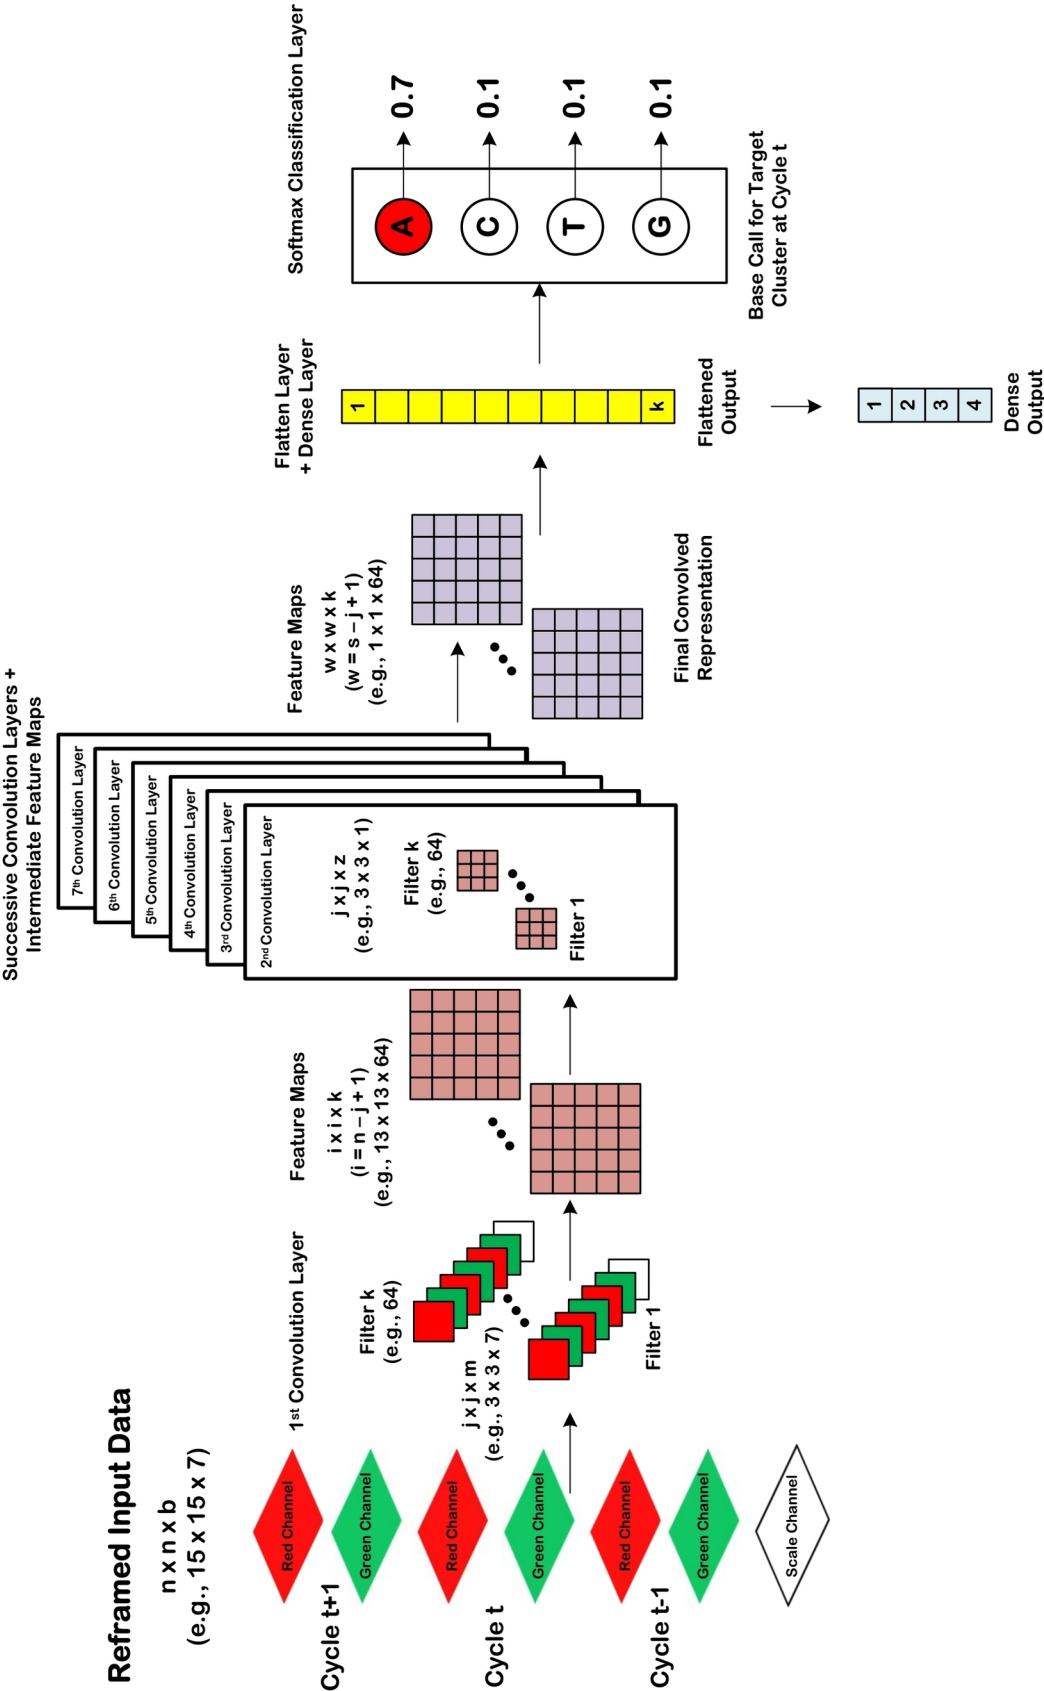 Reframed Input Data
n x n x b
(e.g., 15 x 15 x 7)
Cycle t+1
Red Channel
Green Channel
Cycle t
Red Channel
Green Channel
Cycle t-1
Red Channel
Green Channel
Scale Channel
1st Convolution Layer
Filter k
(e.g., 64)
j x j x m
(e.g., 3 x 3 x 7)
Filter 1
Feature Maps
i x i x k
(i = n – j + 1)
(e.g., 13 x 13 x 64)
Successive Convolution Layers +
Intermediate Feature Maps
7th Convolution Layer
6th Convolution Layer
5th Convolution Layer
4th Convolution Layer
3rd Convolution Layer
2nd Convolution Layer
j x j x z
(e.g., 3 x 3 x 1)
Filter k
(e.g., 64)
Filter 1
Feature Maps
w x w x k
(w = s – j + 1)
(e.g., 1 x 1 x 64)
Final Convolved
Representation
Flatten Layer
+ Dense Layer
1
k
Flattened
Output
1
2
3
4
Dense
Output
Softmax Classification Layer
A
0.7
C
0.1
T
0.1
G
0.1
Base Call for Target
Cluster at Cycle t